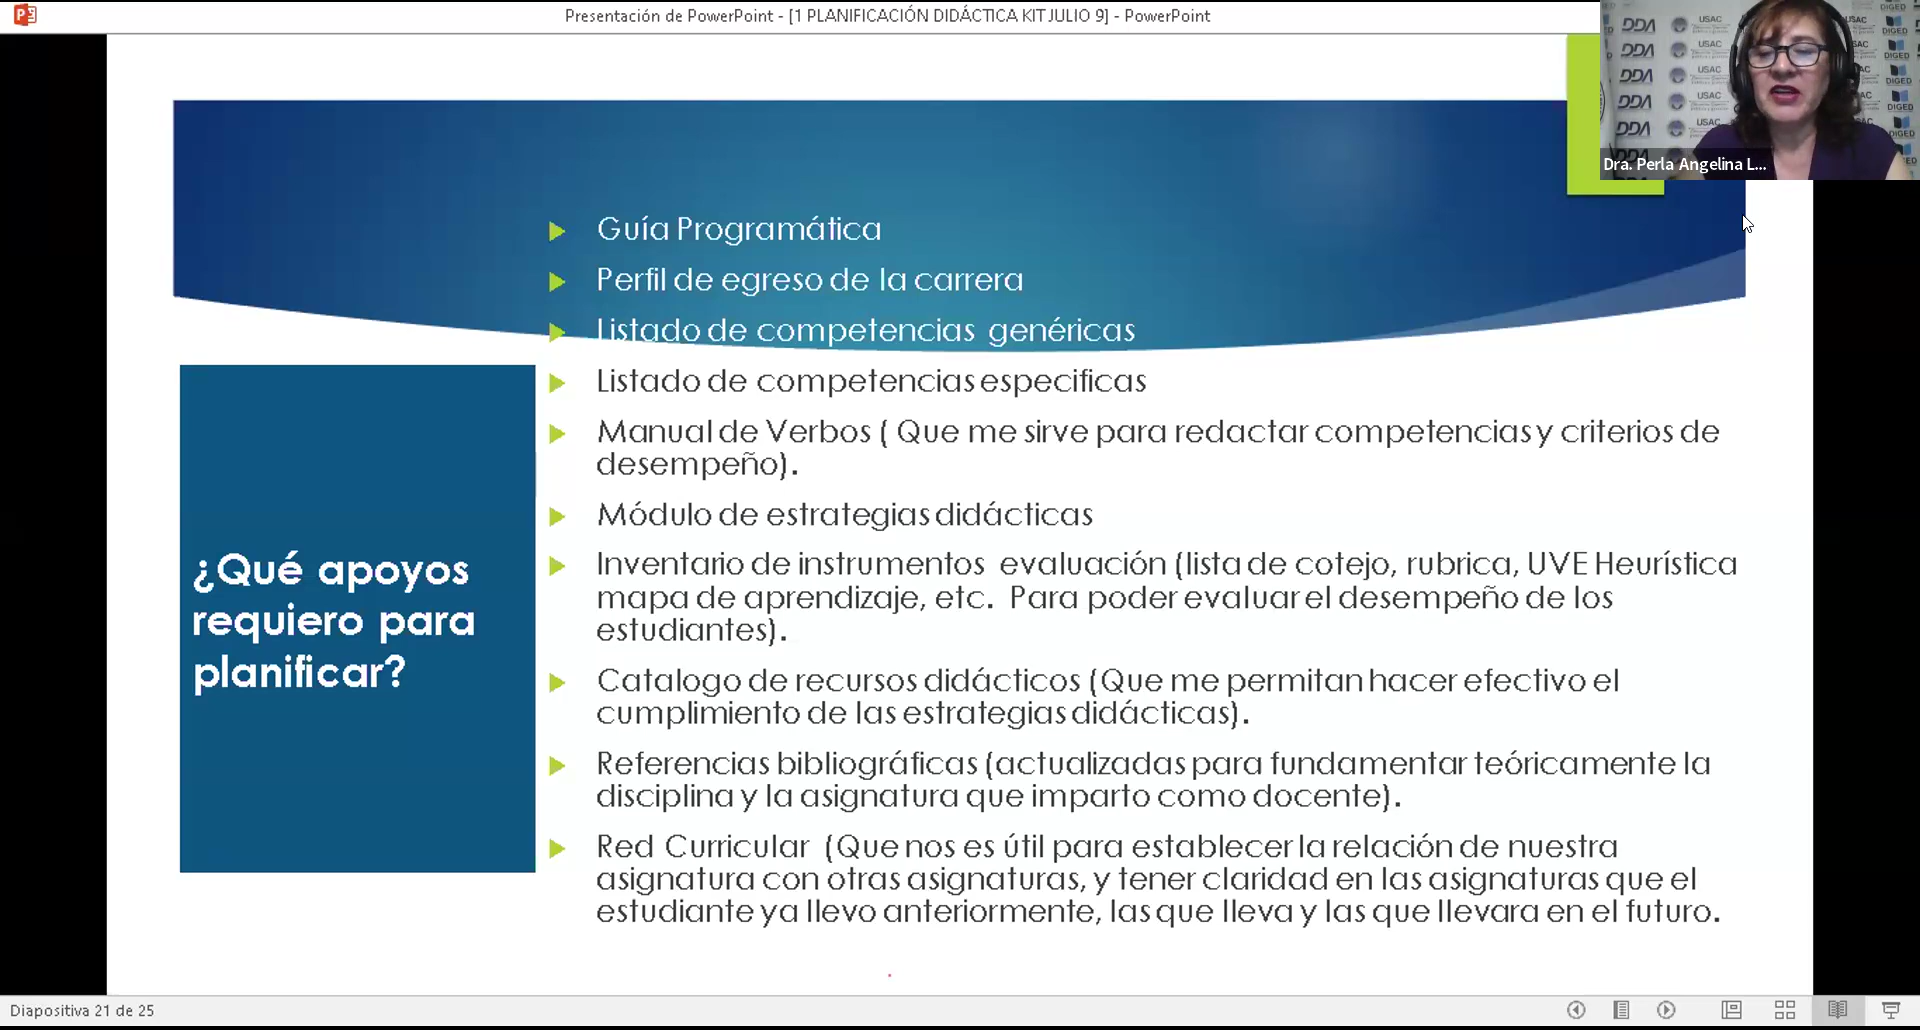 Presentación de PowerPoint - [1 PLANIFICACIÓN DIDÁCTICA KIT JULIO 9] - PowerPoint
DDA USAC DIGED
Dra. Perla Angelina L...
Guía Programática
Perfil de egreso de la carrera
Listado de competencias genéricas
Listado de competencias especificas
Manual de Verbos ( Que me sirve para redactar competencias y criterios de
desempeño).
Módulo de estrategias didácticas
Inventario de instrumentos evaluación (lista de cotejo, rubrica, UVE Heurística
mapa de aprendizaje, etc. Para poder evaluar el desempeño de los
estudiantes).
Catalogo de recursos didácticos (Que me permitan hacer efectivo el
cumplimiento de las estrategias didácticas).
Referencias bibliográficas (actualizadas para fundamentar teóricamente la
disciplina y la asignatura que imparto como docente).
Red Curricular (Que nos es útil para establecer la relación de nuestra
asignatura con otras asignaturas, y tener claridad en las asignaturas que el
estudiante ya llevo anteriormente, las que lleva y las que llevara en el futuro.
¿Qué apoyos
requiero para
planificar?
Diapositiva 21 de 25